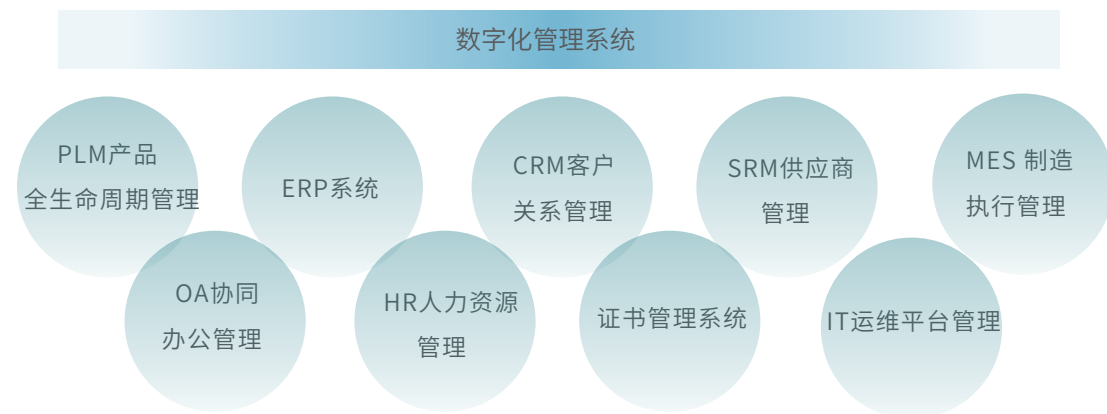 数字化管理系统
PLM产品
全生命周期管理
ERP系统
CRM客户
关系管理
SRM供应商
管理
MES 制造
执行管理
OA协同
办公管理
HR人力资源
管理
证书管理系统
IT运维平台管理